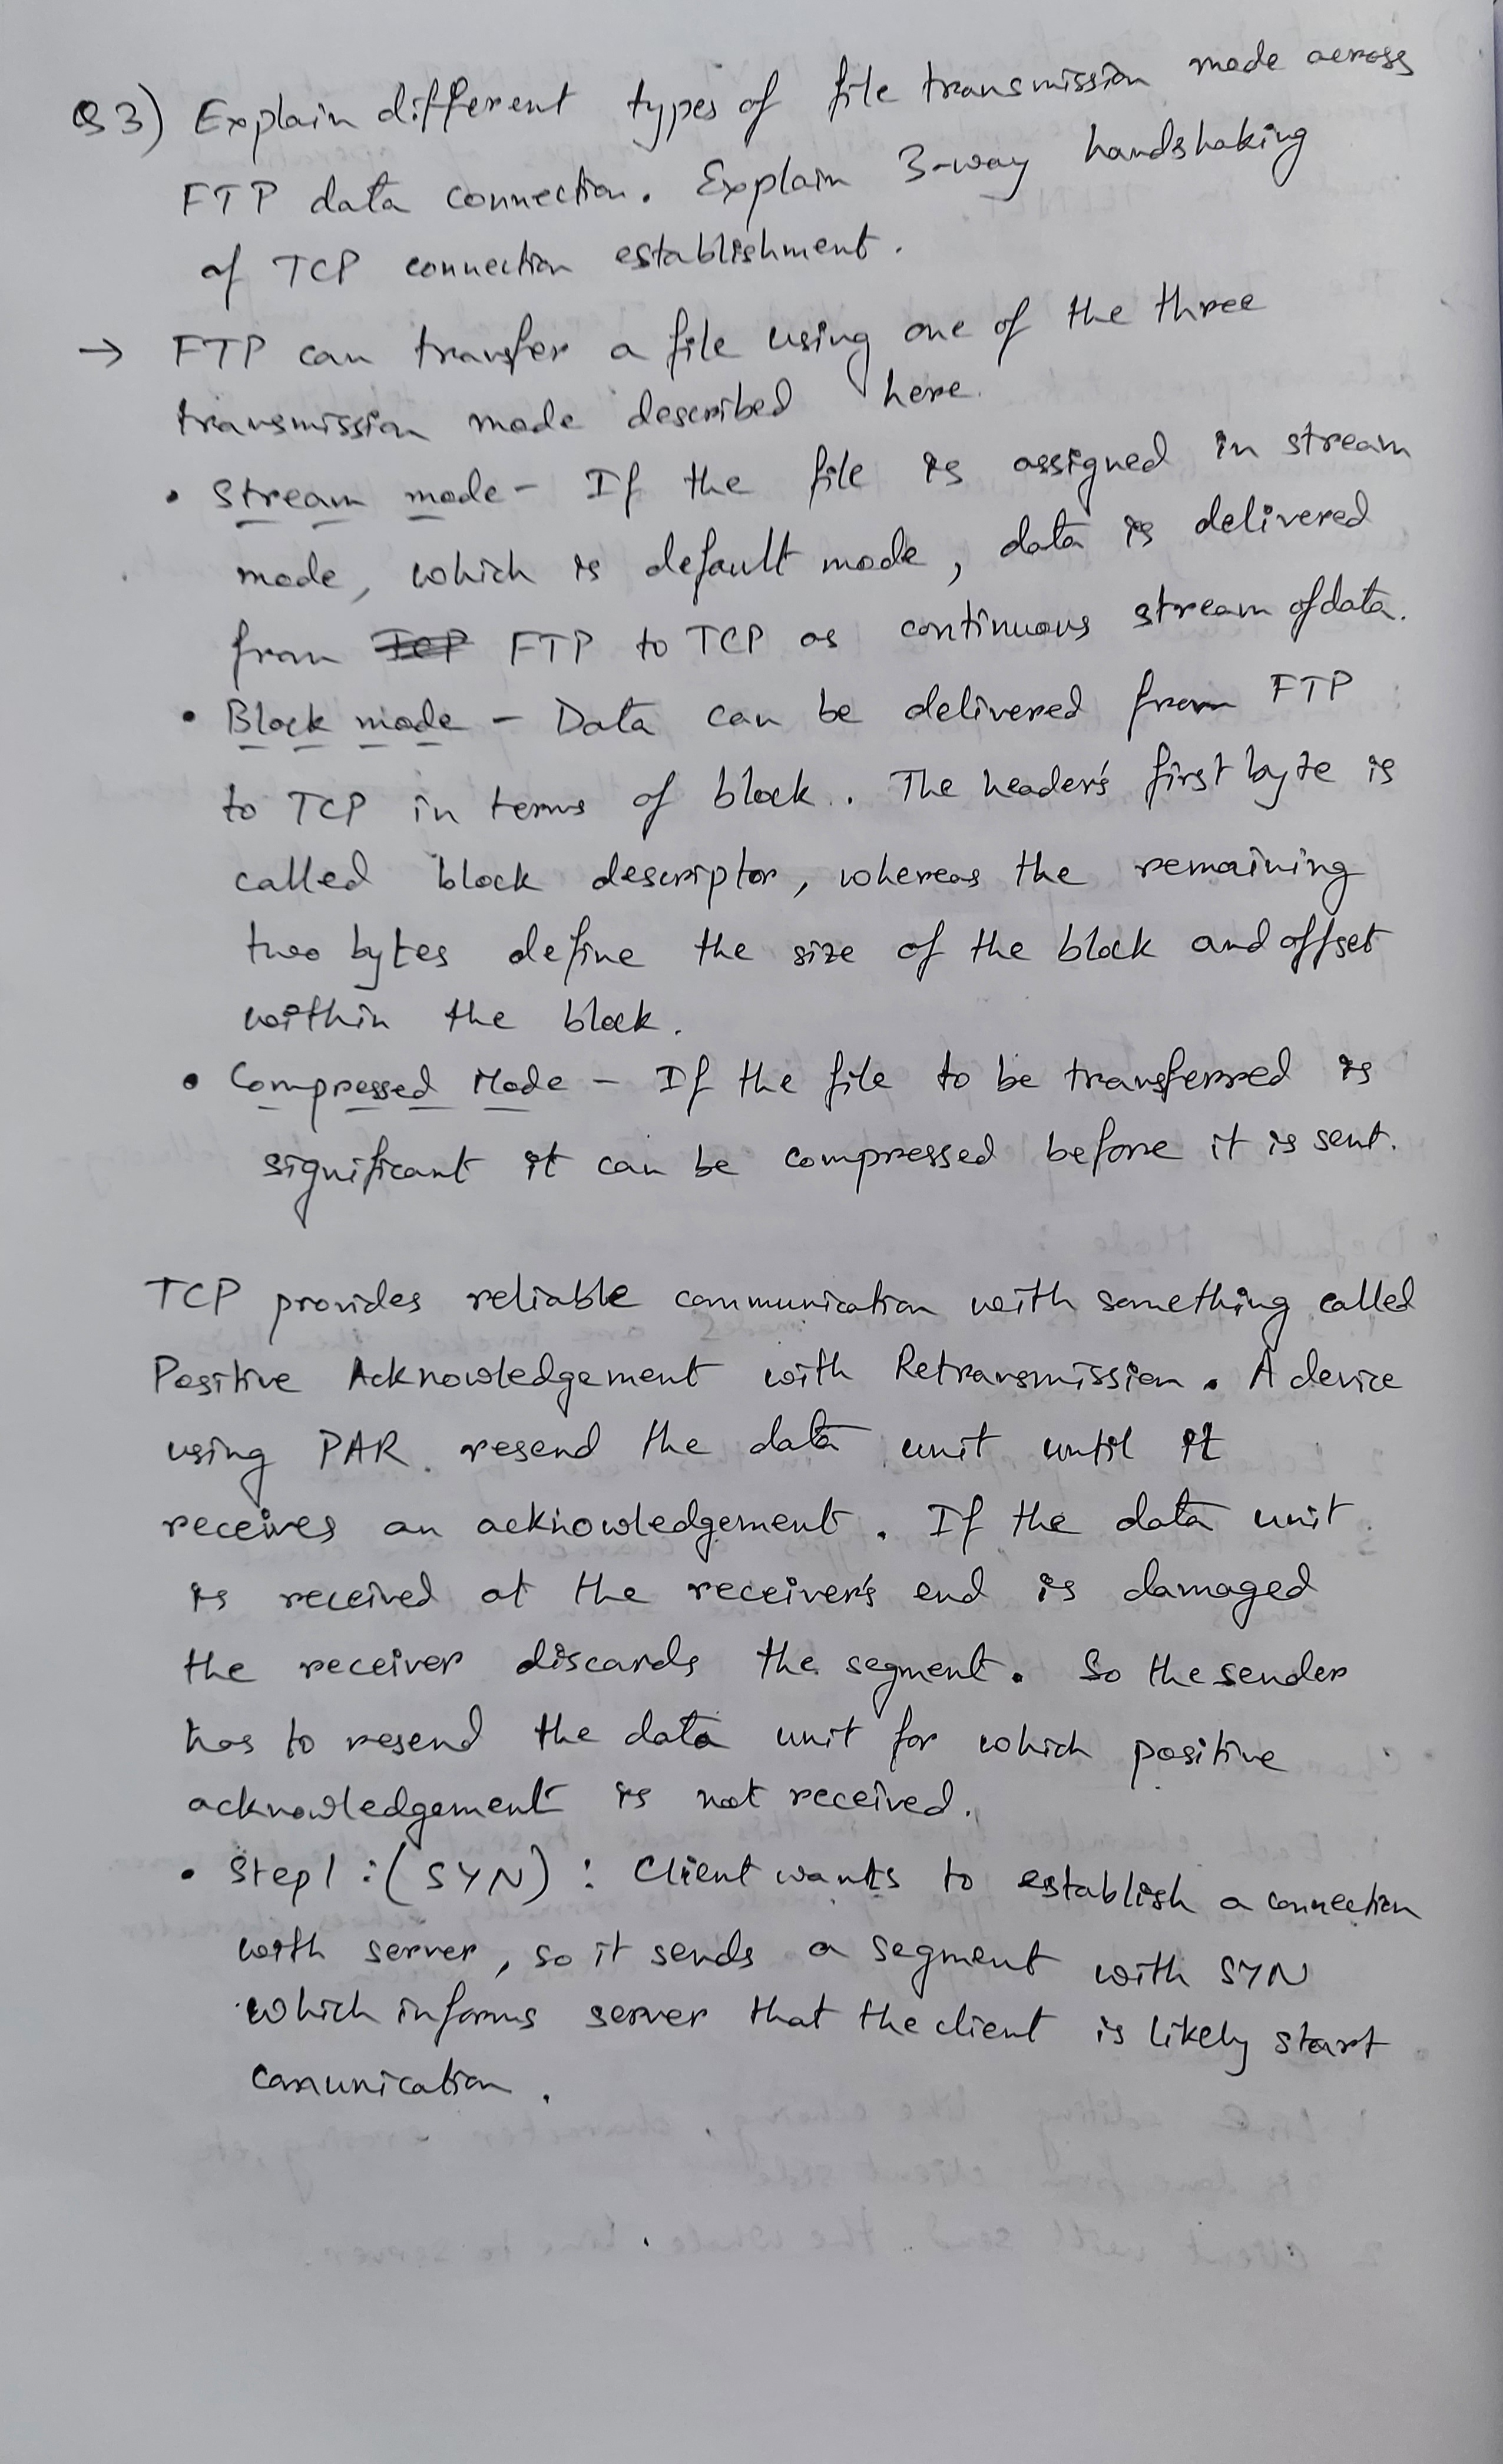 Q3) Explain different types of file transmission mode across
FTP data connection. Explain 3-way handshaking
of TCP connection establishment.
→ FTP can transfer a file using one of the three
transmission mode described here.
• Stream mode - If the file is assigned in stream
mode, which is default mode, data is delivered
from TCP FTP to TCP as continuous stream of data.
• Block mode - Data can be delivered from FTP
to TCP in terms of block. The header's first byte is
called block descriptor, whereas the remaining
two bytes define the size of the block and offset
within the block.
• Compressed Mode - If the file to be transferred is
significant it can be compressed before it is sent.
TCP provides reliable communication with something called
Positive Acknowledgement with Retransmission. A device
using PAR resend the data unit until it
receives an acknowledgement. If the data unit
is received at the receiver's end is damaged
the receiver discards the segment. So the sender
has to resend the data unit for which positive
acknowledgement is not received.
• Step 1 : (SYN) : Client wants to establish a connection
with server, so it sends a segment with SYN
which informs server that the client is likely start
comunication.